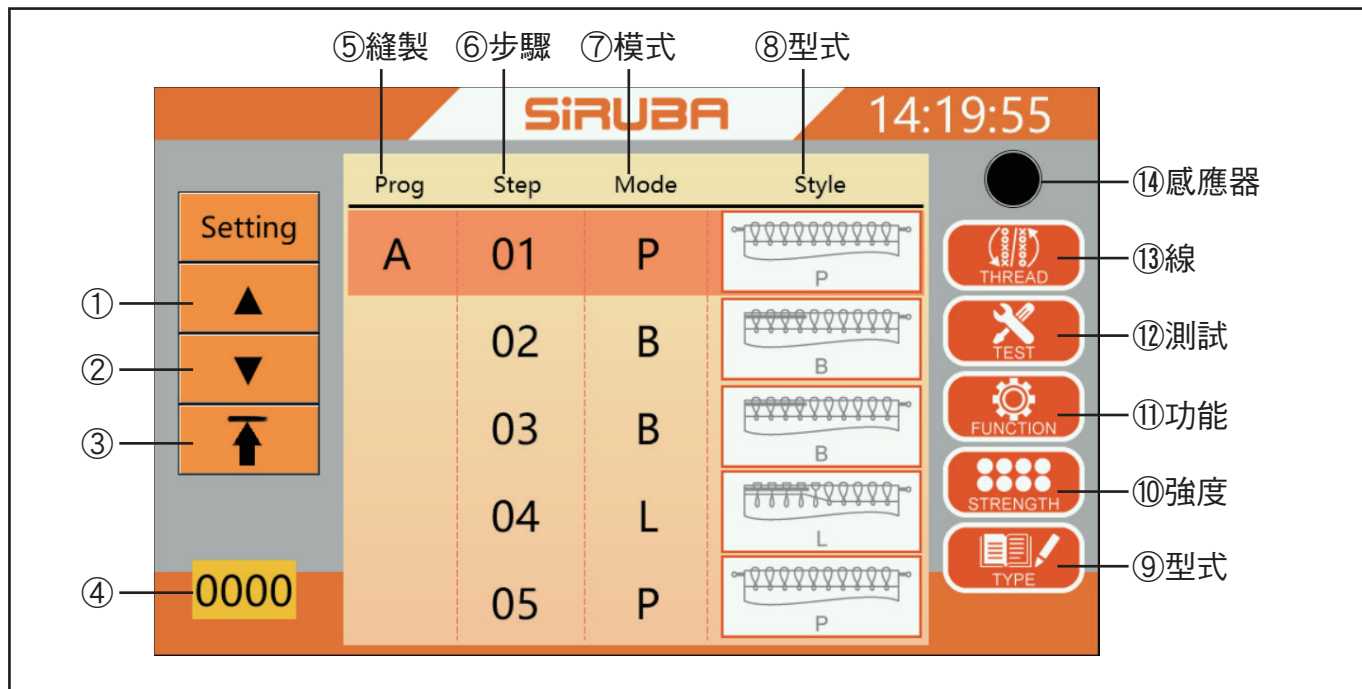 ⑤縫製 ⑥步驟 ⑦模式 ⑧型式
SiRUBA 14:19:55
Prog Step Mode Style
⑭感應器
Setting
A 01 P P
⑬線
THREAD
① ▲
02 B B
⑫測試
TEST
② ▼
03 B B
⑪功能
FUNCTION
③
04 L L
⑩強度
STRENGTH
④ 0000
05 P P
⑨型式
TYPE